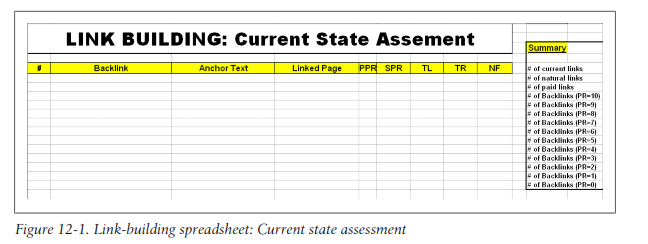 LINK BUILDING: Current State Assement
# Backlink Anchor Text Linked Page PPR SPR TL TR NF
Summary
# of current links
# of natural links
# of paid links
# of Backlinks (PR=10)
# of Backlinks (PR=9)
# of Backlinks (PR=8)
# of Backlinks (PR=7)
# of Backlinks (PR=6)
# of Backlinks (PR=5)
# of Backlinks (PR=4)
# of Backlinks (PR=3)
# of Backlinks (PR=2)
# of Backlinks (PR=1)
# of Backlinks (PR=0)
Figure 12-1. Link-building spreadsheet: Current state assessment